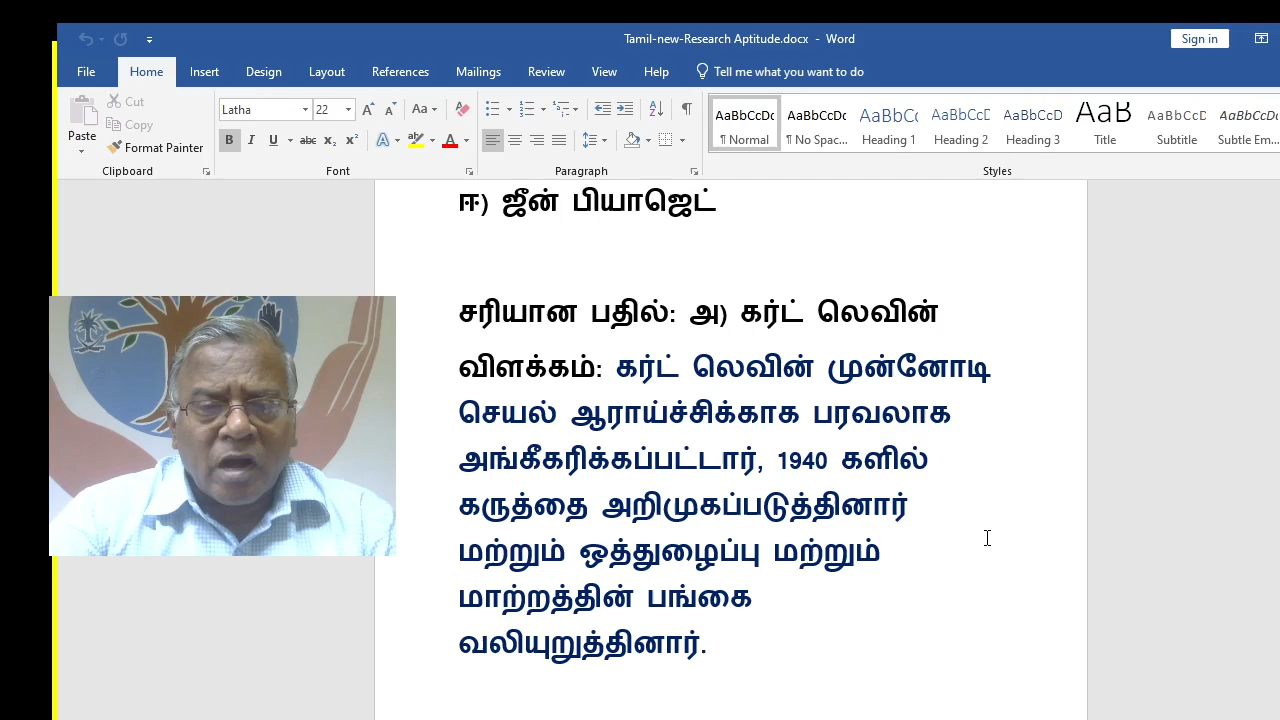 Tamil-new-Research Aptitude.docx - Word
Sign in
File Home Insert Design Layout References Mailings Review View Help Tell me what you want to do
Paste
Cut
Copy
Format Painter
Clipboard
Latha 22
Font
Paragraph
AaBbCcDc AaBbCcDc AaBbCc AaBbCcC AaBbCcD AaB AaBbCcD AaBbCcD
¶ Normal ¶ No Spac... Heading 1 Heading 2 Heading 3 Title Subtitle Subtle Em...
Styles
ஈ) ஜீன் பியாஜெட்
சரியான பதில்: அ) கர்ட் லெவின்
விளக்கம்: கர்ட் லெவின் முன்னோடி
செயல் ஆராய்ச்சிக்காக பரவலாக
அங்கீகரிக்கப்பட்டார், 1940 களில்
கருத்தை அறிமுகப்படுத்தினார்
மற்றும் ஒத்துழைப்பு மற்றும்
மாற்றத்தின் பங்கை
வலியுறுத்தினார்.